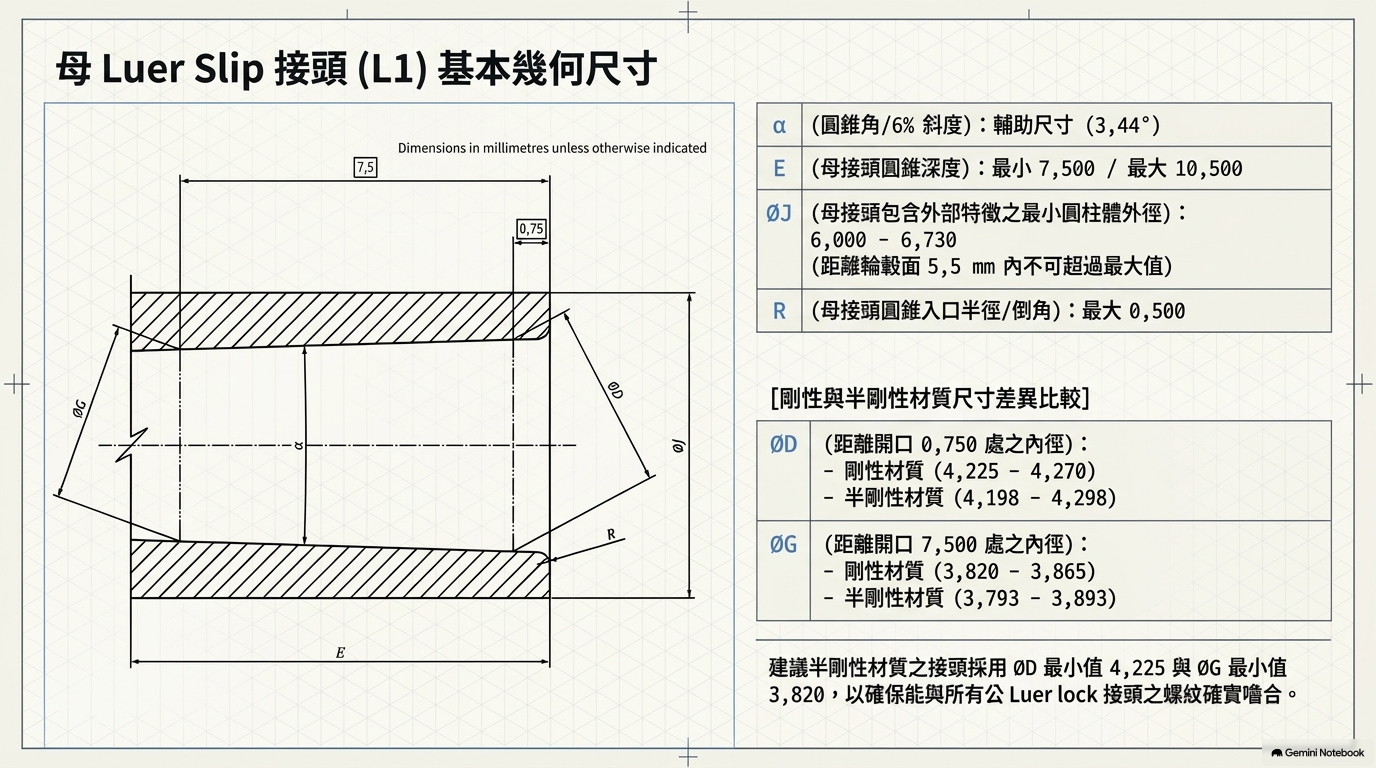 母 Luer Slip 接頭 (L1) 基本幾何尺寸
Dimensions in millimetres unless otherwise indicated
7,5
0,75
ØG
α
ØD
ØJ
R
E
α (圓錐角/6% 斜度)：輔助尺寸 (3,44°)
E (母接頭圓錐深度)：最小 7,500 / 最大 10,500
ØJ (母接頭包含外部特徵之最小圓柱體外徑)：
6,000 - 6,730
(距離輪轂面 5,5 mm 內不可超過最大值)
R (母接頭圓錐入口半徑/倒角)：最大 0,500
[剛性與半剛性材質尺寸差異比較]
ØD (距離開口 0,750 處之內徑)：
- 剛性材質 (4,225 - 4,270)
- 半剛性材質 (4,198 - 4,298)
ØG (距離開口 7,500 處之內徑)：
- 剛性材質 (3,820 - 3,865)
- 半剛性材質 (3,793 - 3,893)
建議半剛性材質之接頭採用 ØD 最小值 4,225 與 ØG 最小值
3,820，以確保能與所有公 Luer lock 接頭之螺紋確實嚙合。
Gemini Notebook